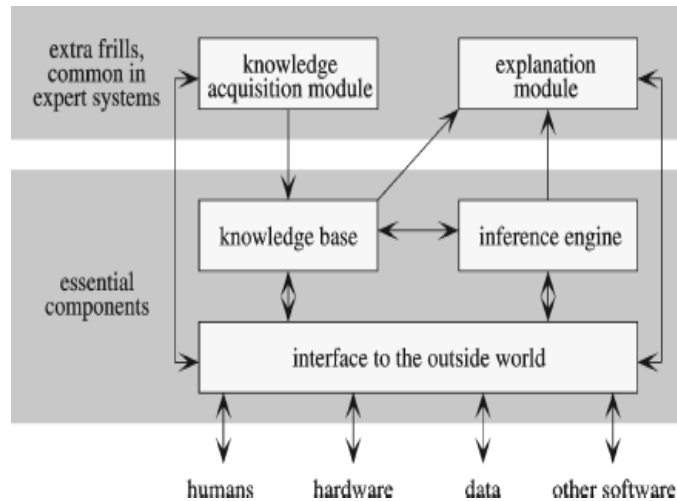 extra frills,
common in
expert systems
knowledge
acquisition module
explanation
module
essential
components
knowledge base
inference engine
interface to the outside world
humans
hardware
data
other software